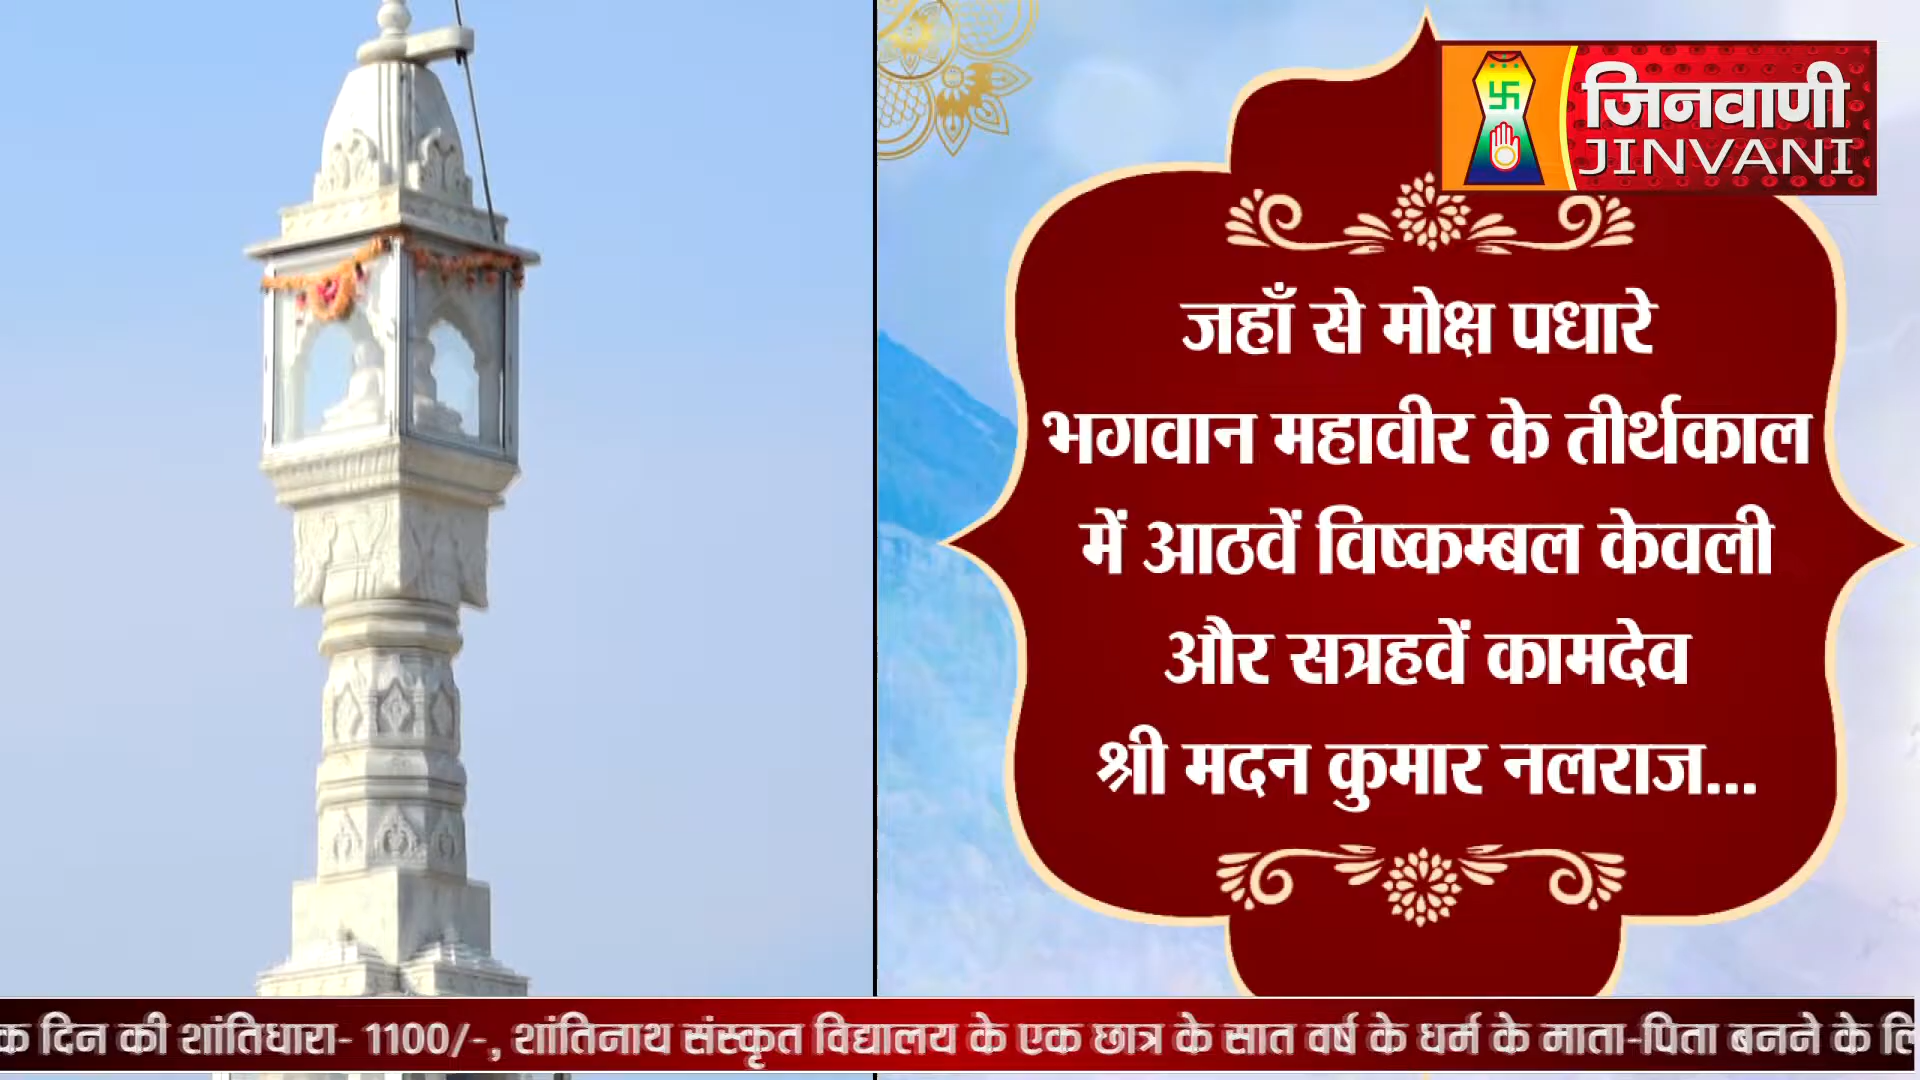 जिनवाणी
JINVANI
जहाँ से मोक्ष पधारे
भगवान महावीर के तीर्थकाल
में आठवें विष्कम्बल केवली
और सत्रहवें कामदेव
श्री मदन कुमार नलराज...
दिन की शांतिधारा- 1100/-, शांतिनाथ संस्कृत विद्यालय के एक छात्र के सात वर्ष के धर्म के माता-पिता बनने के